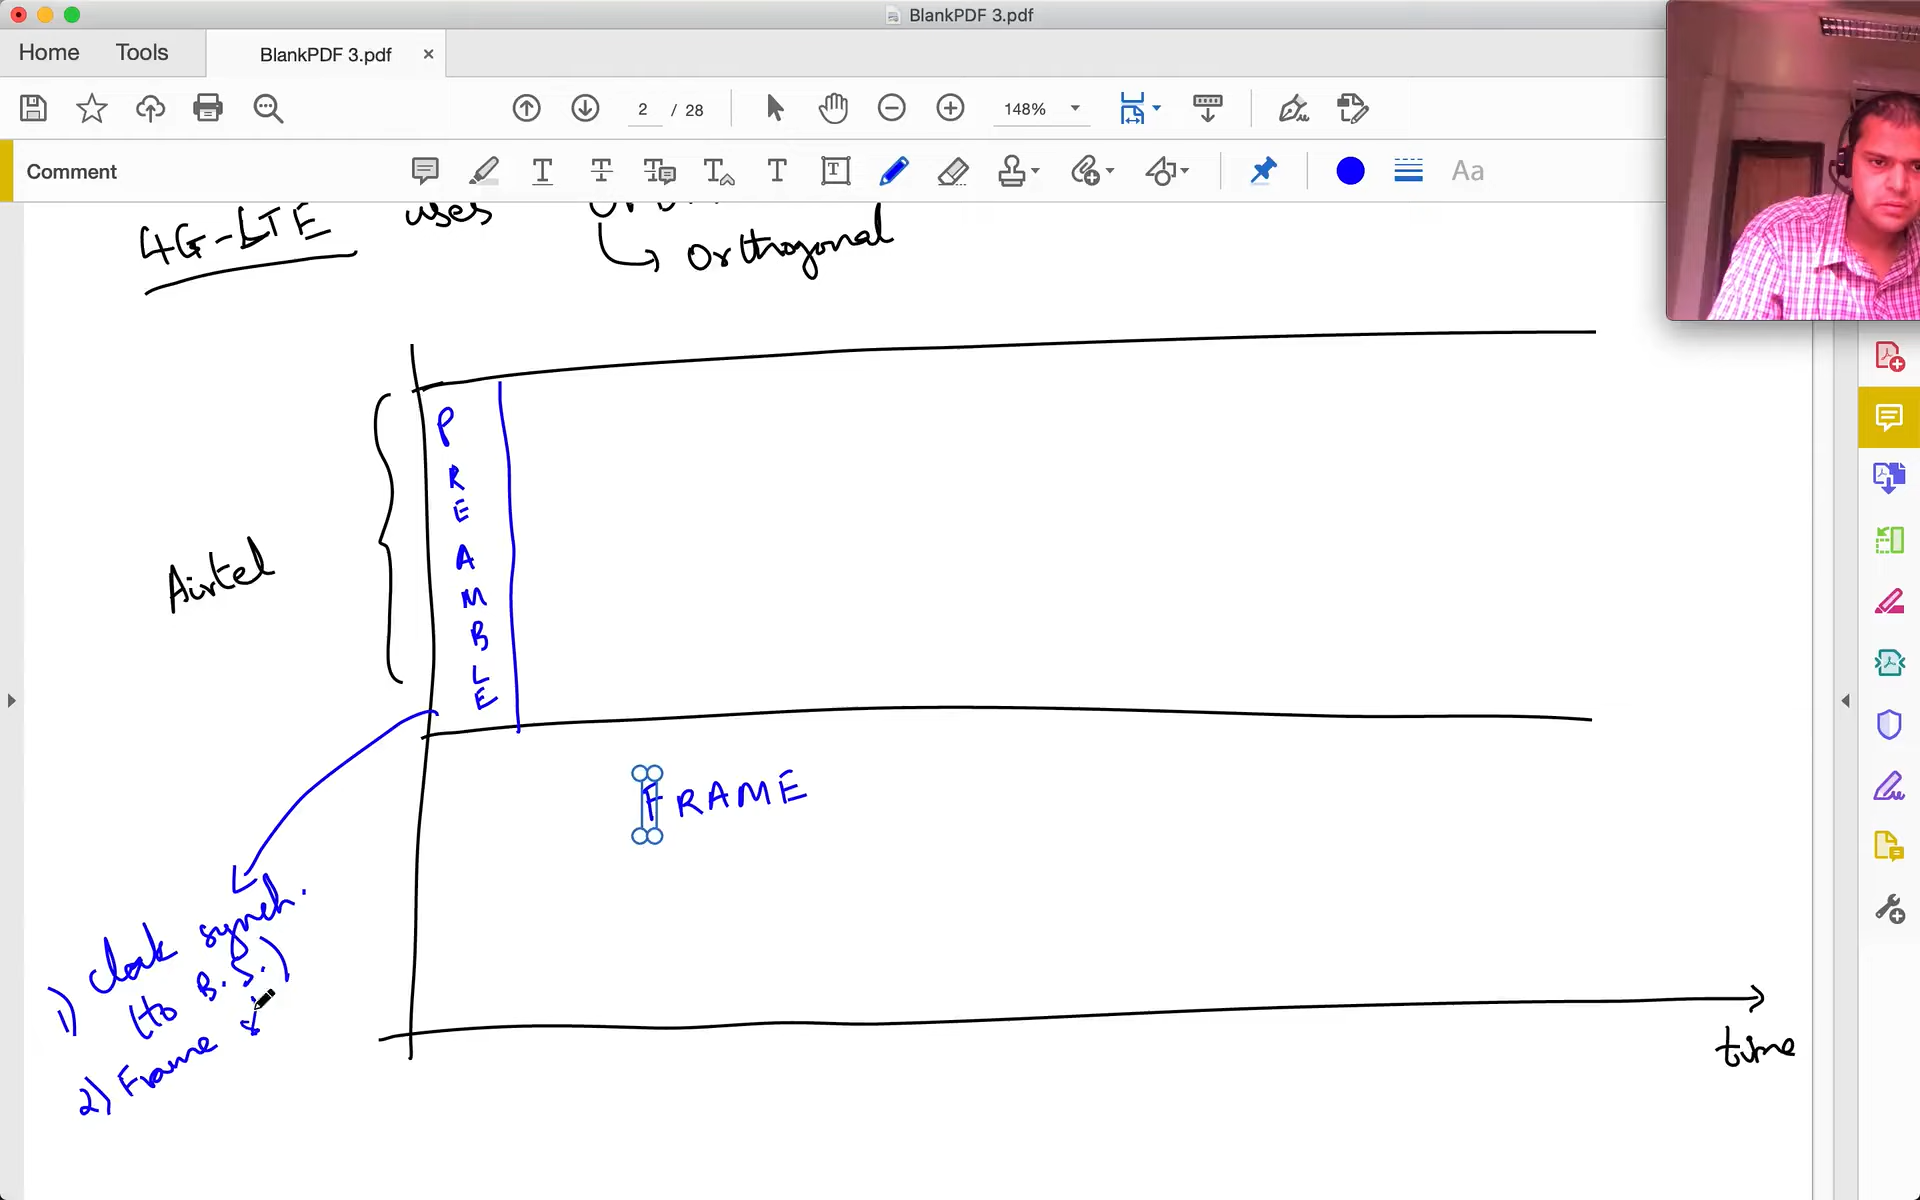 BlankPDF 3.pdf
Home Tools BlankPDF 3.pdf ×
2 / 28 148%
Comment Aa
4G-LTE uses
Orthogonal
Airtel
P
R
E
A
M
B
L
E
FRAME
1) clock synch.
(to B.S.)
2) Frame s
time